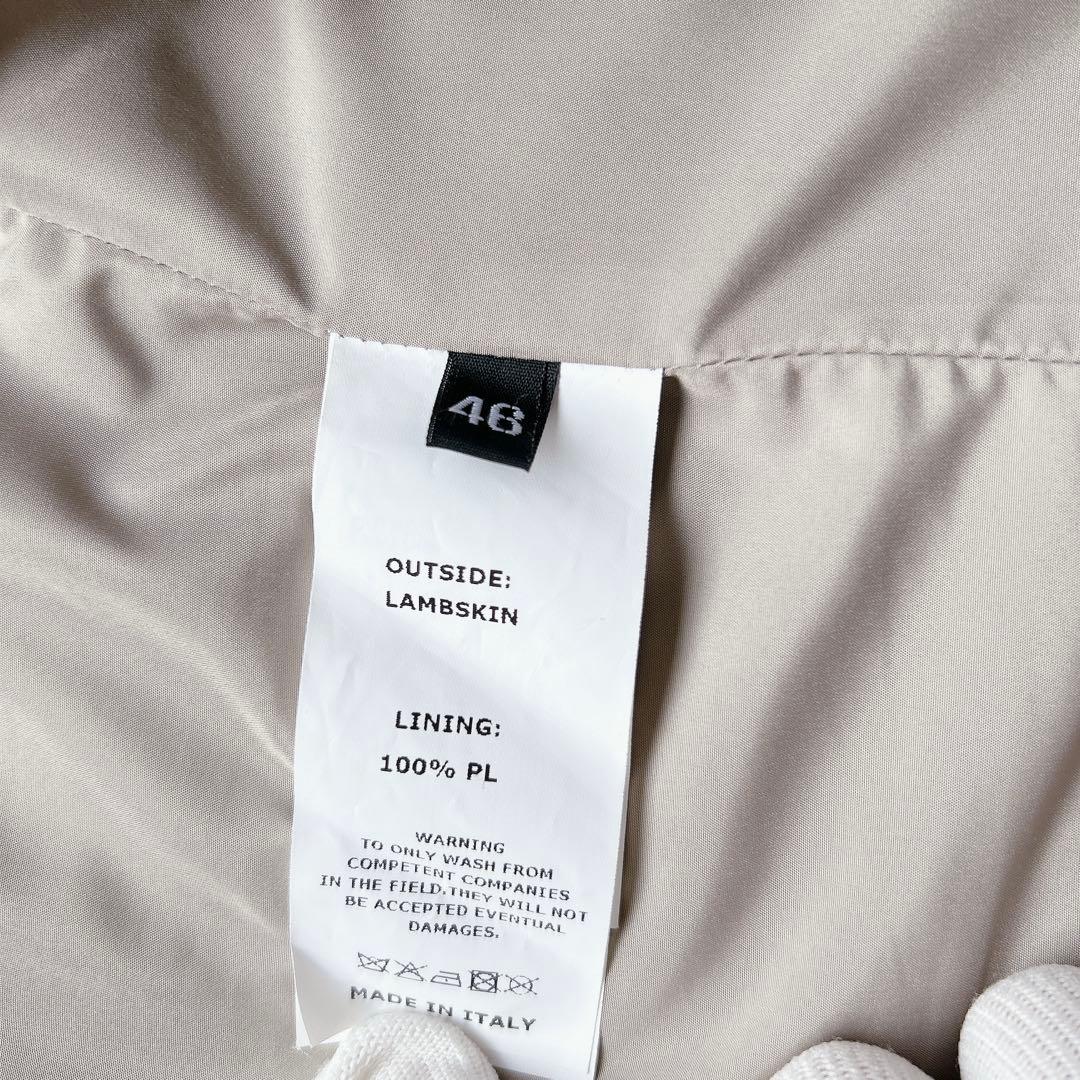 46
OUTSIDE:
LAMBSKIN
LINING:
100% PL
WARNING
TO ONLY WASH FROM
COMPETENT COMPANIES
IN THE FIELD.THEY WILL NOT
BE ACCEPTED EVENTUAL
DAMAGES.
MADE IN ITALY